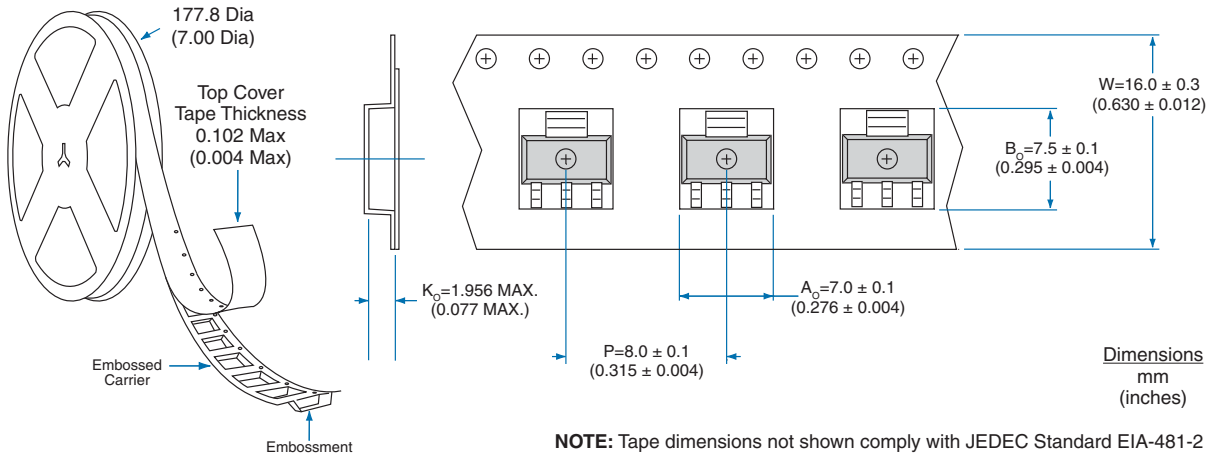 177.8 Dia
(7.00 Dia)
Top Cover
Tape Thickness
0.102 Max
(0.004 Max)
W=16.0 ± 0.3
(0.630 ± 0.012)
B_O=7.5 ± 0.1
(0.295 ± 0.004)
K_O=1.956 MAX.
(0.077 MAX.)
A_O=7.0 ± 0.1
(0.276 ± 0.004)
P=8.0 ± 0.1
(0.315 ± 0.004)
Embossed
Carrier
Embossment
Dimensions
mm
(inches)
NOTE: Tape dimensions not shown comply with JEDEC Standard EIA-481-2